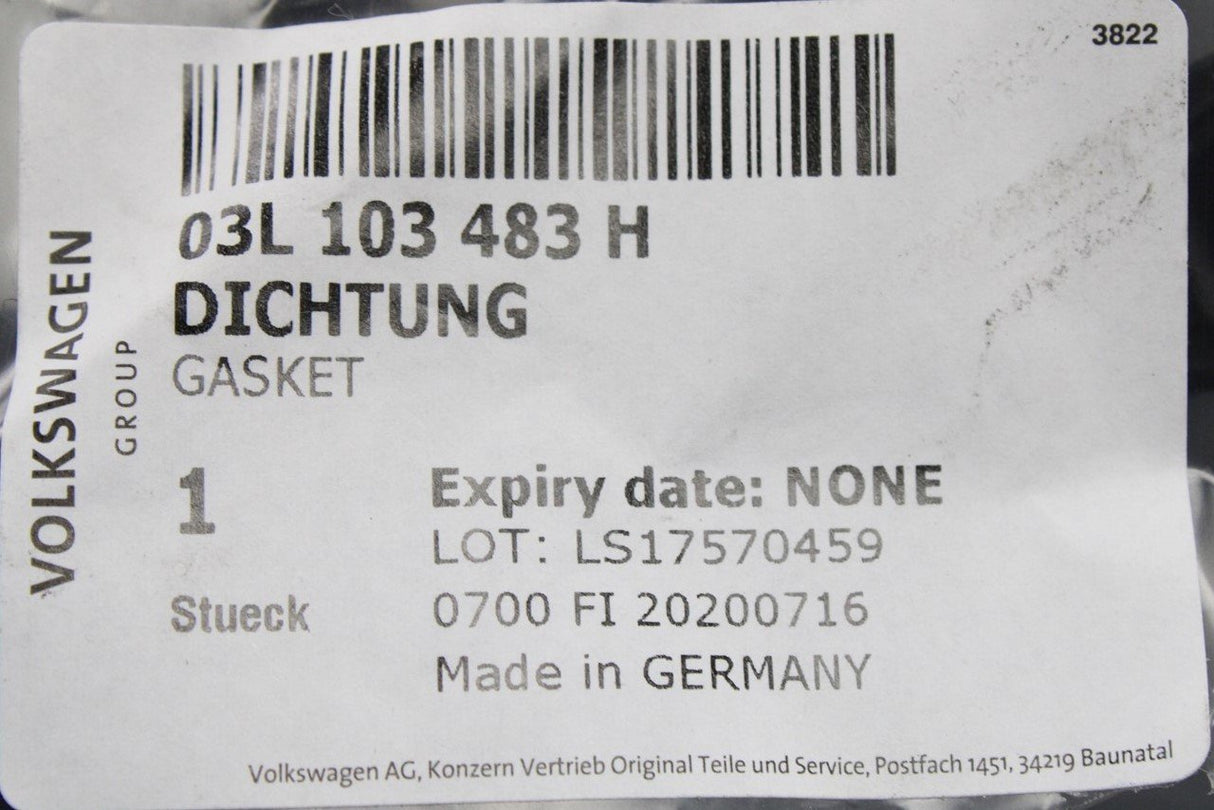 3822
03L 103 483 H
DICHTUNG
GASKET
VOLKSWAGEN
GROUP
1
Stueck
Expiry date: NONE
LOT: LS17570459
0700 FI 20200716
Made in GERMANY
Volkswagen AG, Konzern Vertrieb Original Teile und Service, Postfach 1451, 34219 Baunatal